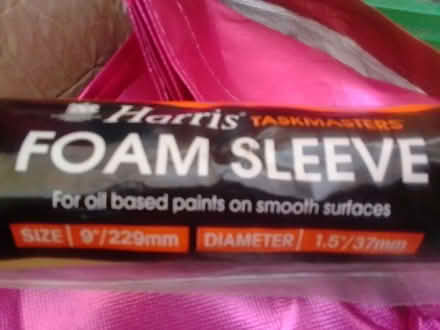 Harris TASKMASTERS
FOAM SLEEVE
For oil based paints on smooth surfaces
SIZE 9"/229mm DIAMETER 1.5"/37mm